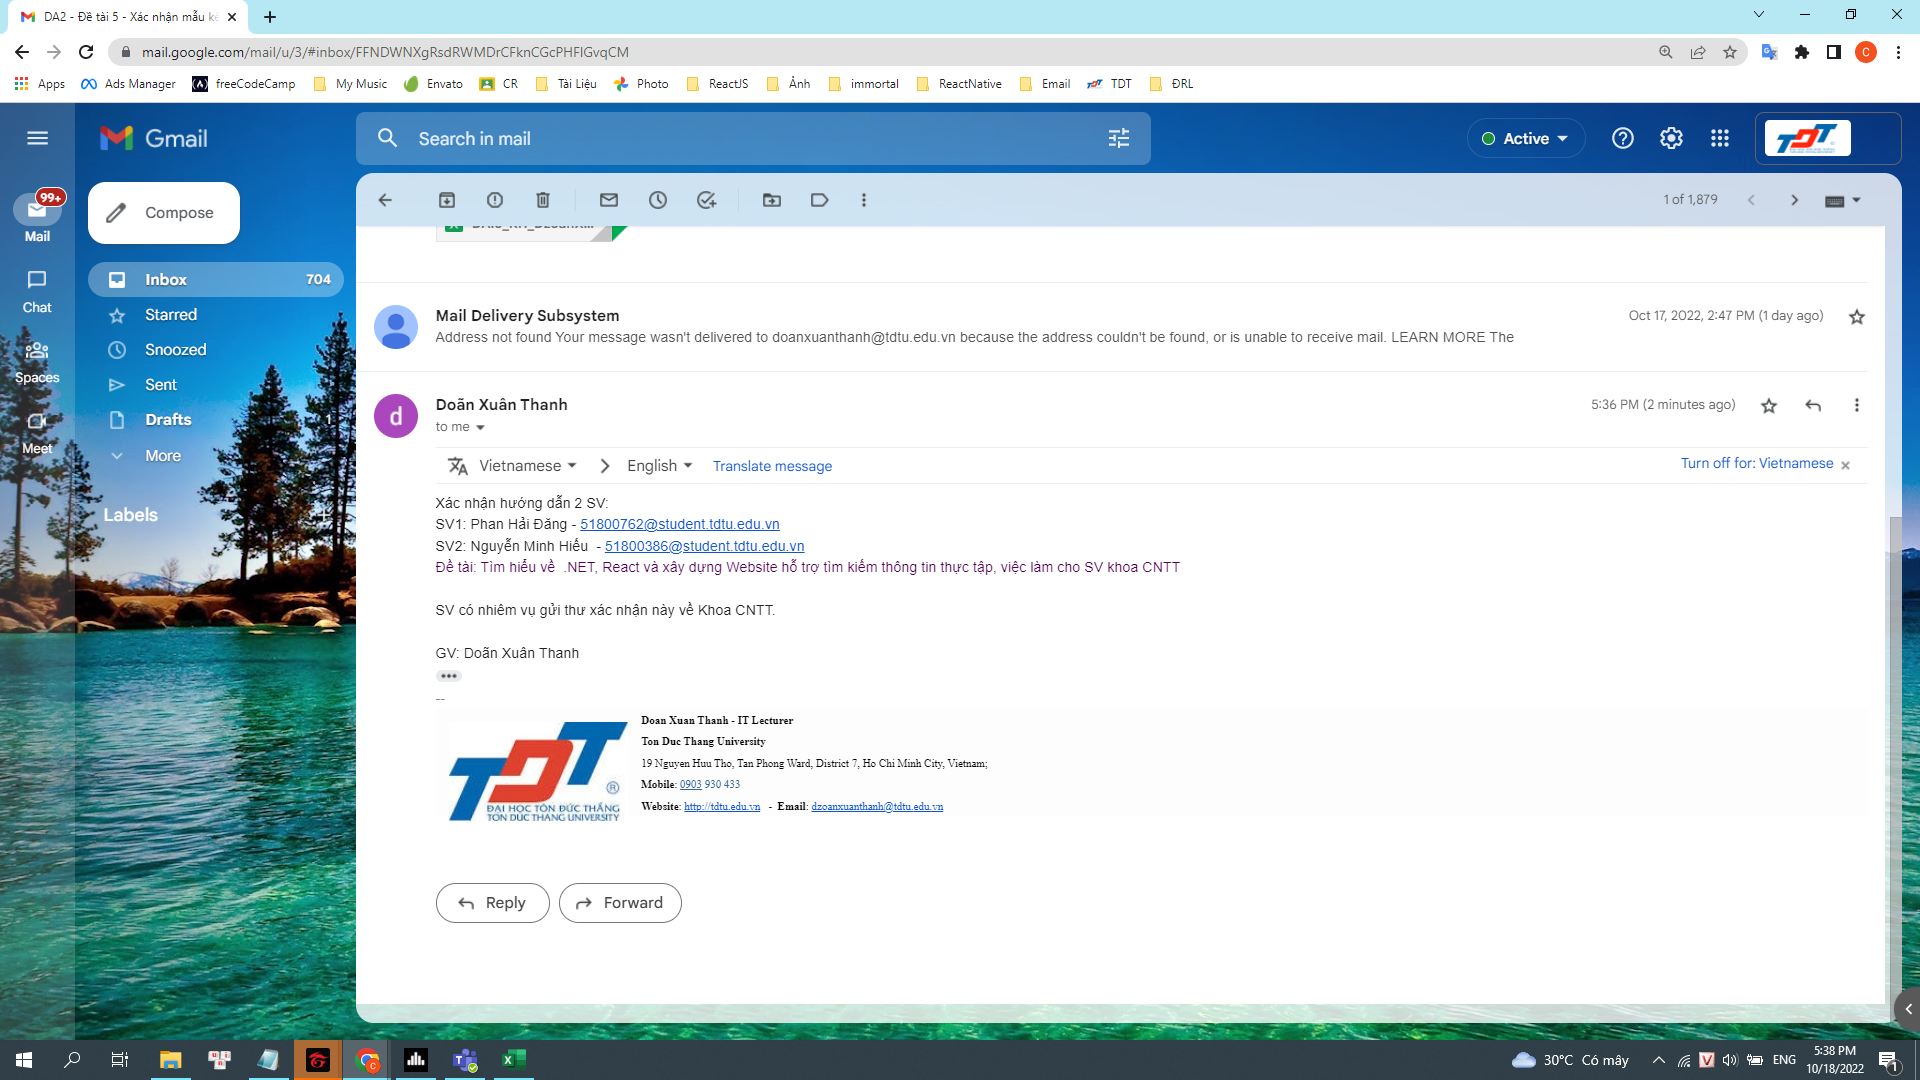 DA2 - Đề tài 5 - Xác nhận mẫu
mail.google.com/mail/u/3/#inbox/FFNDWNXgRsdRWMDrCFknCGcPHFlGvqCM
C
Apps
Ads Manager
freeCodeCamp
My Music
Envato
CR
Tài Liệu
Photo
ReactJS
Ảnh
immortal
ReactNative
Email
TDT
ĐRL
Gmail
Search in mail
Active
TDT
99+
Mail
Chat
Spaces
Meet
Compose
Inbox 704
Starred
Snoozed
Sent
Drafts 1
More
Labels
1 of 1,879
Mail Delivery Subsystem
Oct 17, 2022, 2:47 PM (1 day ago)
Address not found Your message wasn't delivered to doanxuanthanh@tdtu.edu.vn because the address couldn't be found, or is unable to receive mail. LEARN MORE The
d
Doãn Xuân Thanh
5:36 PM (2 minutes ago)
to me
Vietnamese > English Translate message
Turn off for: Vietnamese
Xác nhận hướng dẫn 2 SV:
SV1: Phan Hải Đăng - 51800762@student.tdtu.edu.vn
SV2: Nguyễn Minh Hiếu - 51800386@student.tdtu.edu.vn
Đề tài: Tìm hiểu về .NET, React và xây dựng Website hỗ trợ tìm kiếm thông tin thực tập, việc làm cho SV khoa CNTT
SV có nhiêm vụ gửi thư xác nhận này về Khoa CNTT.
GV: Doãn Xuân Thanh
--
TDT ®
ĐẠI HỌC TÔN ĐỨC THẮNG
TON DUC THANG UNIVERSITY
Doan Xuan Thanh - IT Lecturer
Ton Duc Thang University
19 Nguyen Huu Tho, Tan Phong Ward, District 7, Ho Chi Minh City, Vietnam;
Mobile: 0903 930 433
Website: http://tdtu.edu.vn - Email: dzoanxuanthanh@tdtu.edu.vn
Reply
Forward
30°C Có mây
ENG
5:38 PM
10/18/2022
1